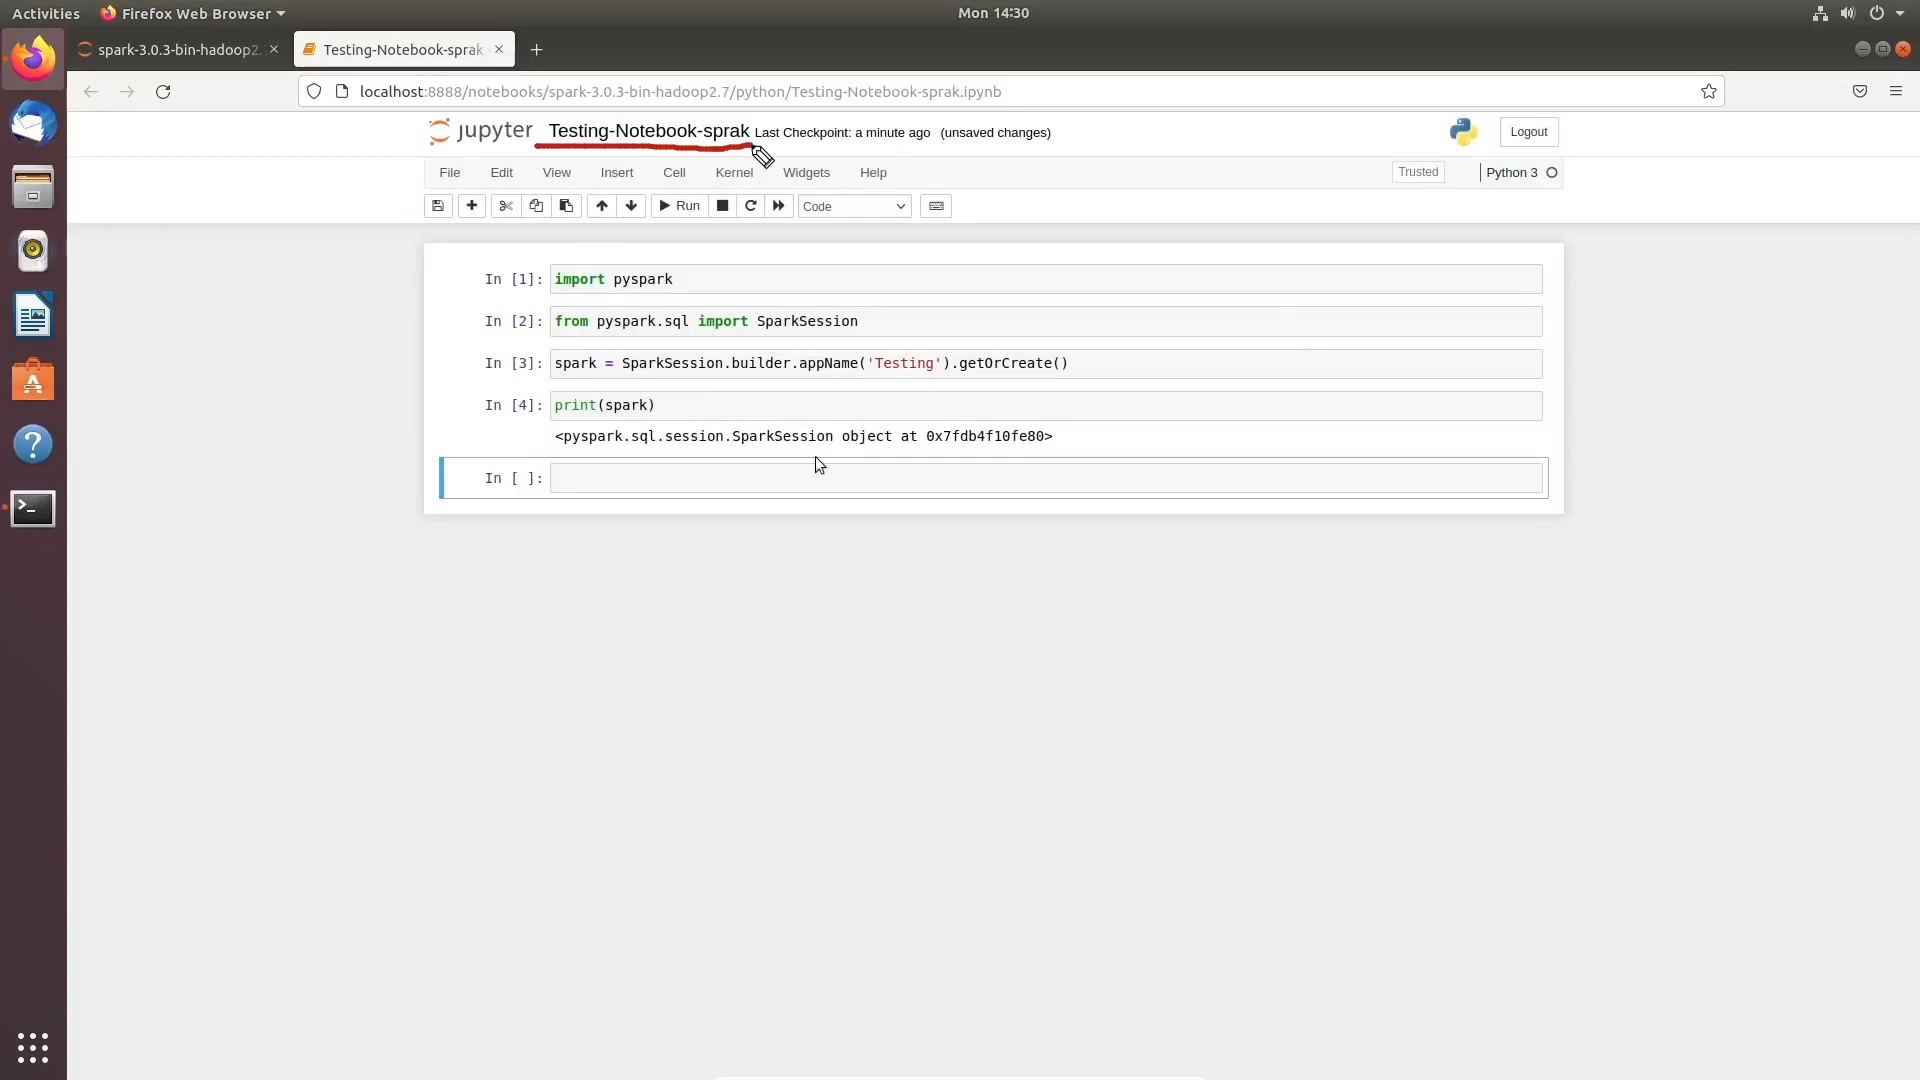 Activities Firefox Web Browser Mon 14:30
spark-3.0.3-bin-hadoop2. Testing-Notebook-sprak
localhost:8888/notebooks/spark-3.0.3-bin-hadoop2.7/python/Testing-Notebook-sprak.ipynb
jupyter Testing-Notebook-sprak Last Checkpoint: a minute ago (unsaved changes) Logout
File Edit View Insert Cell Kernel Widgets Help Trusted Python 3
Run Code
In [1]: import pyspark
In [2]: from pyspark.sql import SparkSession
In [3]: spark = SparkSession.builder.appName('Testing').getOrCreate()
In [4]: print(spark)
<pyspark.sql.session.SparkSession object at 0x7fdb4f10fe80>
In [ ]: